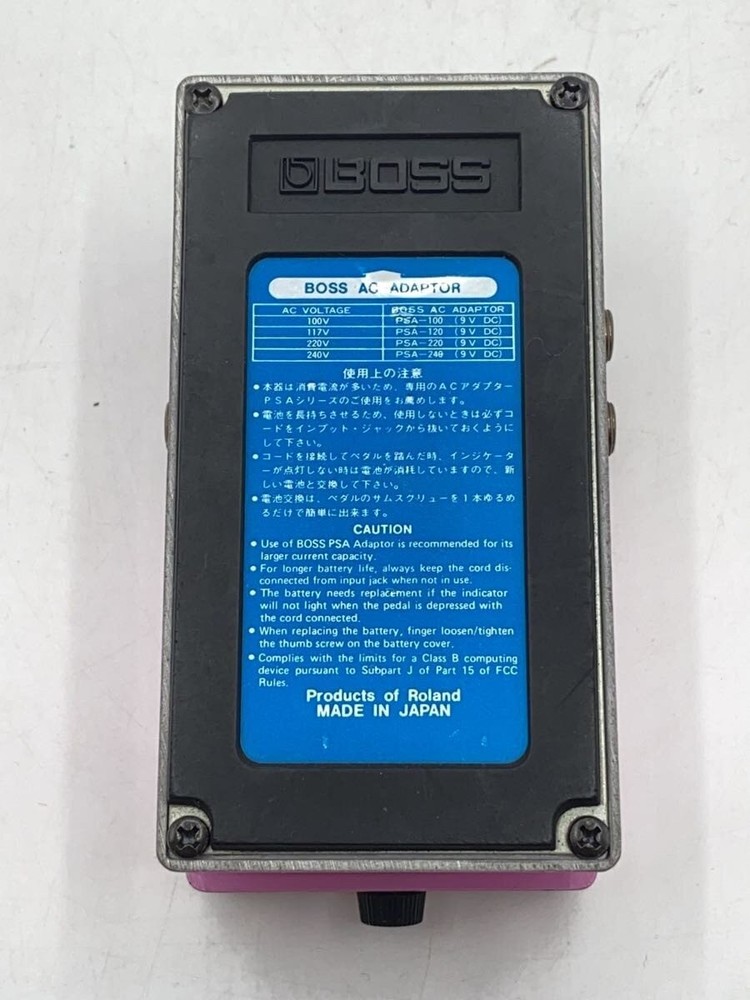 BOSS
BOSS AC ADAPTOR
AC VOLTAGE BOSS AC ADAPTOR
100V PSA-100 (9V DC)
117V PSA-120 (9V DC)
220V PSA-220 (9V DC)
240V PSA-240 (9V DC)
使用上の注意
●本器は消費電流が多いため、専用のACアダプター
PSAシリーズのご使用をお薦めします。
●電池を長持ちさせるため、使用しないときは必ずコ
ードをインプット・ジャックから抜いておくように
して下さい。
●コードを接続してペダルを踏んだ時、インジケータ
ーが点灯しない時は電池が消耗していますので、新
しい電池と交換して下さい。
●電池交換は、ペダルのサムスクリューを1本ゆるめ
るだけで簡単に出来ます。
CAUTION
● Use of BOSS PSA Adaptor is recommended for its
larger current capacity.
● For longer battery life, always keep the cord dis-
connected from input jack when not in use.
● The battery needs replacement if the indicator
will not light when the pedal is depressed with
the cord connected.
● When replacing the battery, finger loosen/tighten
the thumb screw on the battery cover.
● Complies with the limits for a Class B computing
device pursuant to Subpart J of Part 15 of FCC
Rules.
Products of Roland
MADE IN JAPAN